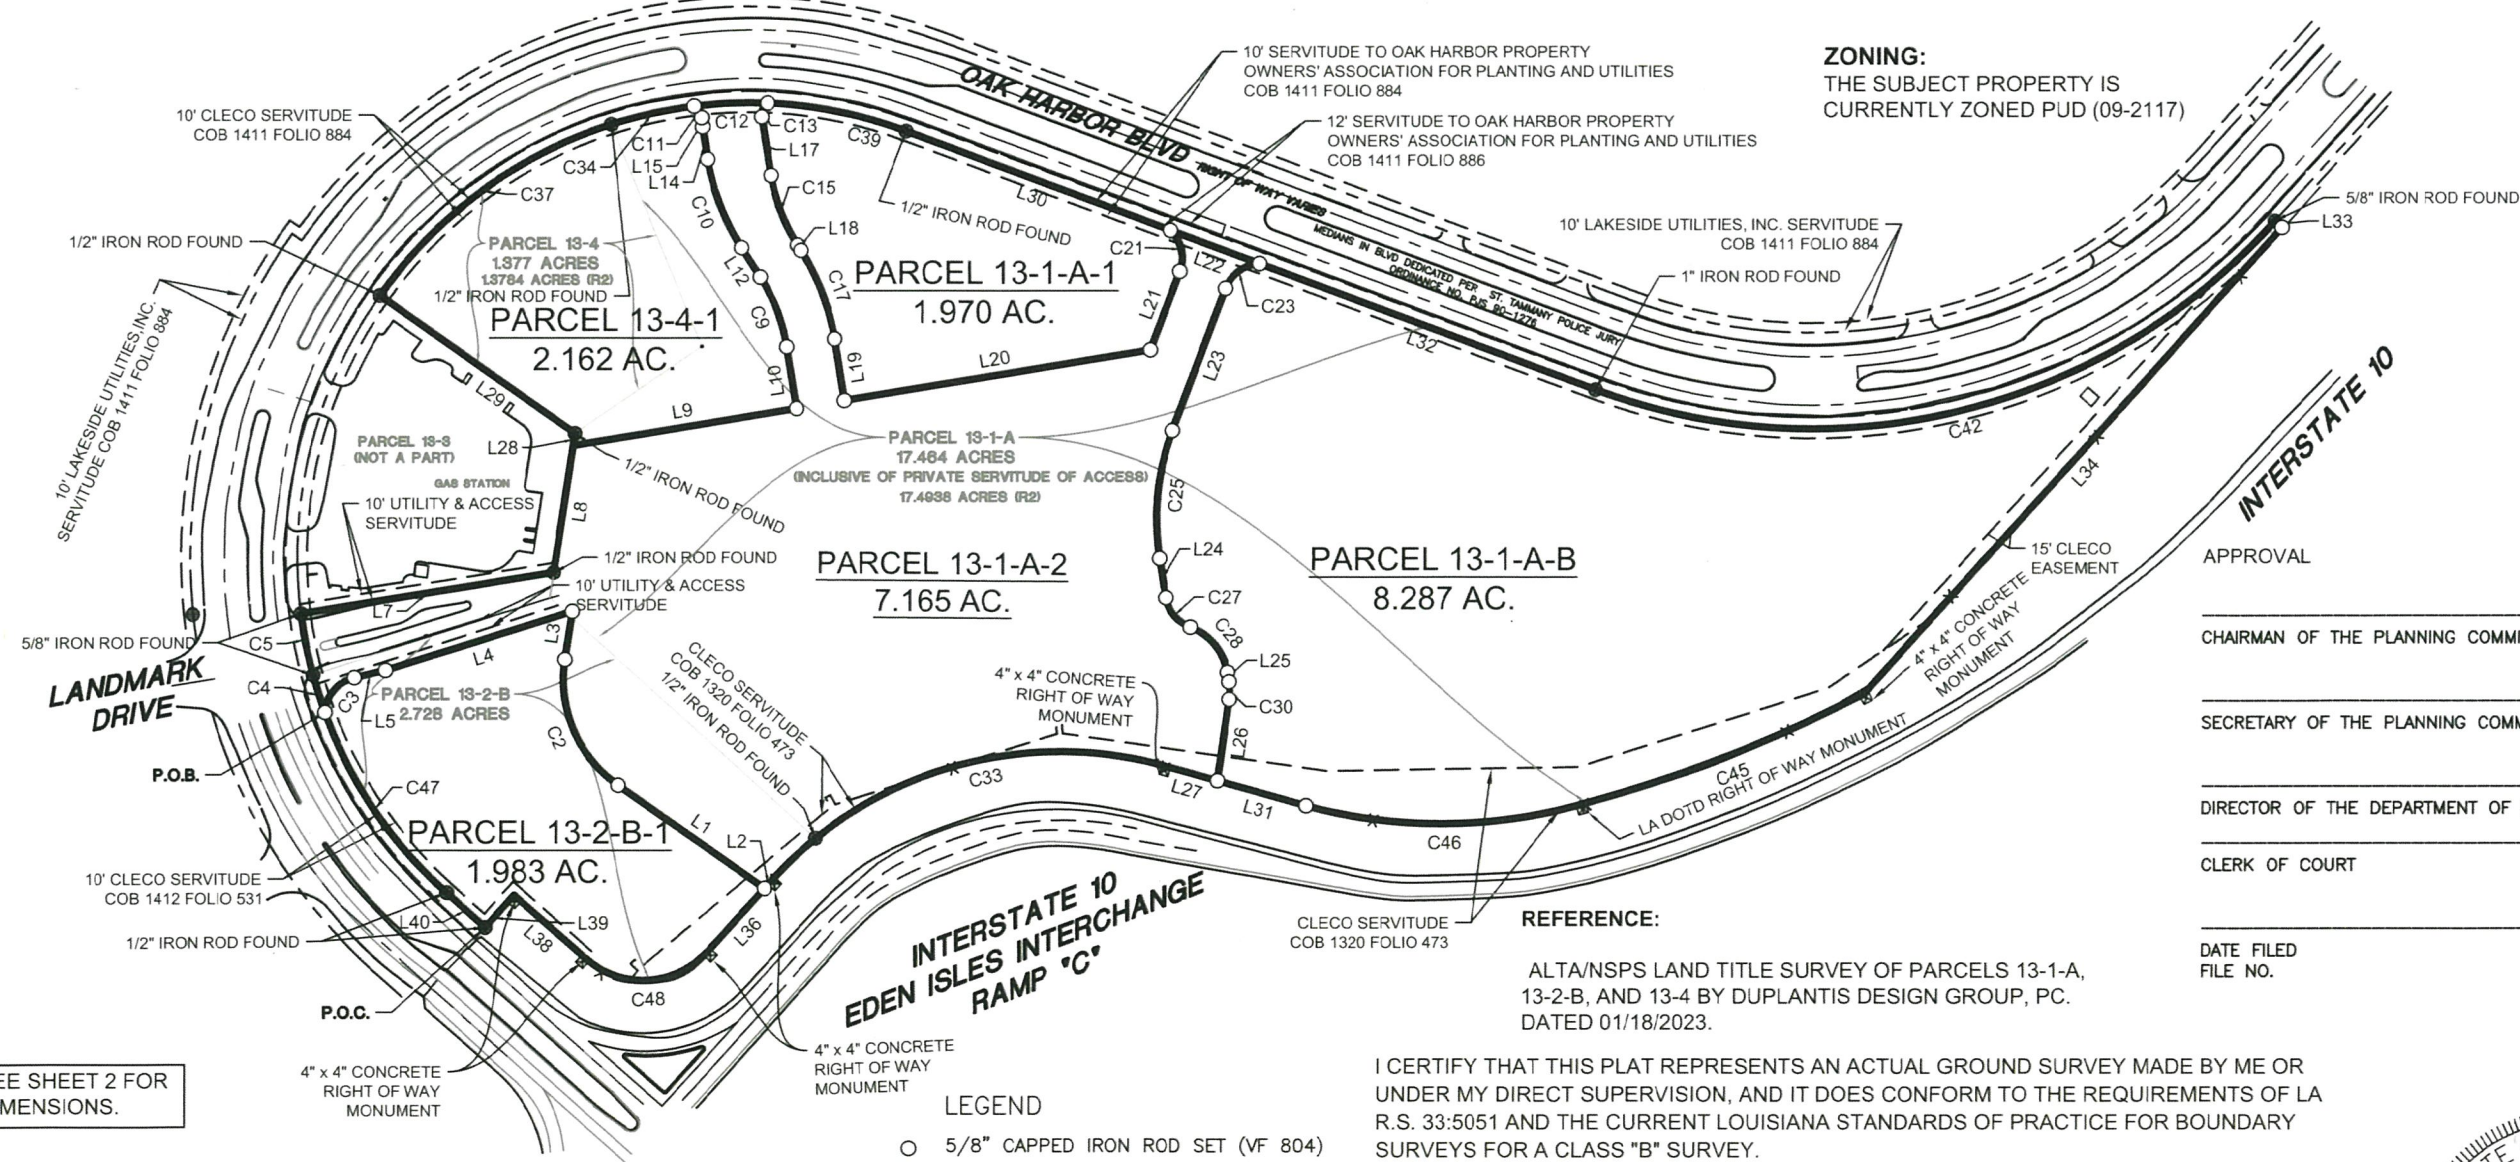 10' SERVITUDE TO OAK HARBOR PROPERTY
OWNERS' ASSOCIATION FOR PLANTING AND UTILITIES
COB 1411 FOLIO 884
ZONING:
THE SUBJECT PROPERTY IS
CURRENTLY ZONED PUD (09-2117)
OAK HARBOR BLVD
RIGHT OF WAY VARIES
12' SERVITUDE TO OAK HARBOR PROPERTY
OWNERS' ASSOCIATION FOR PLANTING AND UTILITIES
COB 1411 FOLIO 886
10' CLECO SERVITUDE
COB 1411 FOLIO 884
C12
C13
C11
C34
L15
L14
L17
C39
C37
C15
C10
L30
1/2" IRON ROD FOUND
5/8" IRON ROD FOUND
L33
10' LAKESIDE UTILITIES, INC. SERVITUDE
COB 1411 FOLIO 884
MEDIANS IN BLVD DEDICATED PER ST. TAMMANY POLICE JURY
ORDINANCE NO. PJS 90-1276
1/2" IRON ROD FOUND
L18
C21
L22
1" IRON ROD FOUND
PARCEL 13-4
1.377 ACRES
1.3784 ACRES (R2)
1/2" IRON ROD FOUND
PARCEL 13-4-1
2.162 AC.
L12
C9
L10
C17
L19
PARCEL 13-1-A-1
1.970 AC.
L20
L21
C23
L23
L32
C42
10' LAKESIDE UTILITIES, INC.
SERVITUDE COB 1411 FOLIO 884
L29
L9
L28
1/2" IRON ROD FOUND
PARCEL 13-3
(NOT A PART)
GAS STATION
10' UTILITY & ACCESS
SERVITUDE
L8
PARCEL 13-1-A
17.464 ACRES
(INCLUSIVE OF PRIVATE SERVITUDE OF ACCESS)
17.4938 ACRES (R2)
C25
L34
INTERSTATE 10
1/2" IRON ROD FOUND
10' UTILITY & ACCESS
SERVITUDE
L7
PARCEL 13-1-A-2
7.165 AC.
L24
C27
C28
L25
C30
L26
PARCEL 13-1-A-B
8.287 AC.
15' CLECO
EASEMENT
4" x 4" CONCRETE
RIGHT OF WAY
MONUMENT
APPROVAL
CHAIRMAN OF THE PLANNING COMMI
SECRETARY OF THE PLANNING COMM
DIRECTOR OF THE DEPARTMENT OF
CLERK OF COURT
DATE FILED
FILE NO.
5/8" IRON ROD FOUND
C5
C4
C3
L5
L4
L3
LANDMARK
DRIVE
PARCEL 13-2-B
2.728 ACRES
CLECO SERVITUDE
COB 1320 FOLIO 473
1/2" IRON ROD FOUND
4" x 4" CONCRETE
RIGHT OF WAY
MONUMENT
P.O.B.
C2
C47
C33
L27
L31
C46
C45
LA DOTD RIGHT OF WAY MONUMENT
PARCEL 13-2-B-1
1.983 AC.
L1
L2
10' CLECO SERVITUDE
COB 1412 FOLIO 531
L40
L39
L38
L36
C48
1/2" IRON ROD FOUND
P.O.C.
INTERSTATE 10
EDEN ISLES INTERCHANGE
RAMP "C"
CLECO SERVITUDE
COB 1320 FOLIO 473
REFERENCE:
ALTA/NSPS LAND TITLE SURVEY OF PARCELS 13-1-A,
13-2-B, AND 13-4 BY DUPLANTIS DESIGN GROUP, PC.
DATED 01/18/2023.
4" x 4" CONCRETE
RIGHT OF WAY
MONUMENT
4" x 4" CONCRETE
RIGHT OF WAY
MONUMENT
EE SHEET 2 FOR
MENSIONS.
LEGEND
5/8" CAPPED IRON ROD SET (VF 804)
I CERTIFY THAT THIS PLAT REPRESENTS AN ACTUAL GROUND SURVEY MADE BY ME OR
UNDER MY DIRECT SUPERVISION, AND IT DOES CONFORM TO THE REQUIREMENTS OF LA
R.S. 33:5051 AND THE CURRENT LOUISIANA STANDARDS OF PRACTICE FOR BOUNDARY
SURVEYS FOR A CLASS "B" SURVEY.